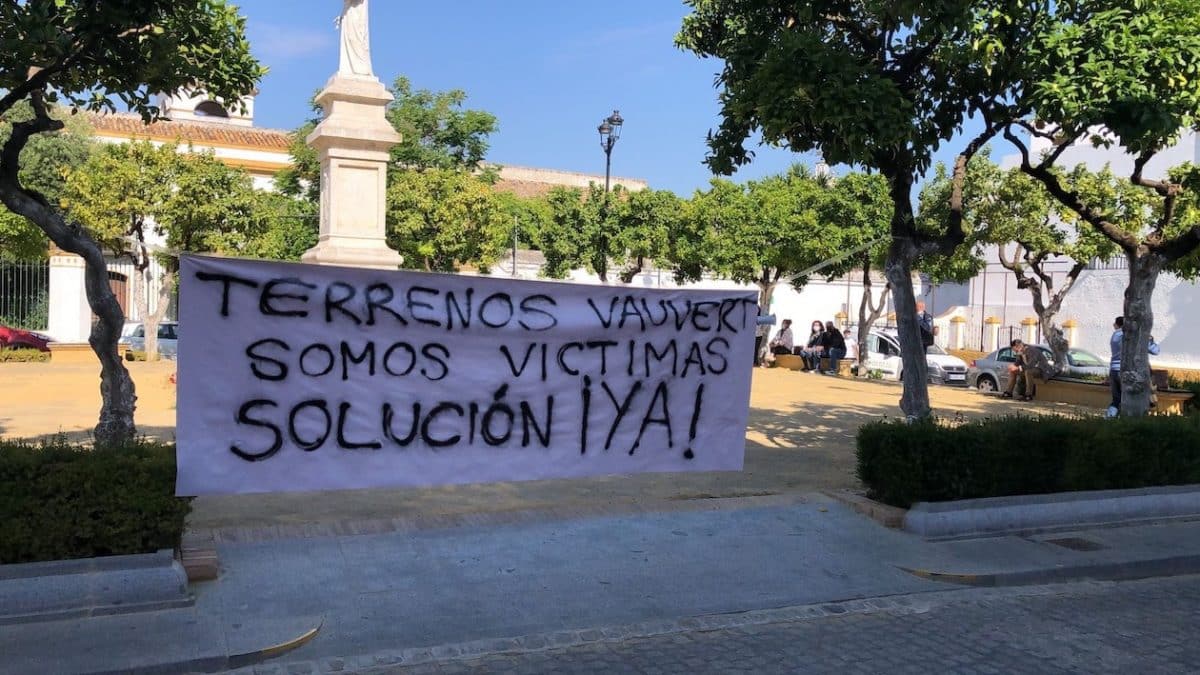 TERRENOS VAUVERT
SOMOS VICTIMAS
SOLUCIÓN ¡YA!